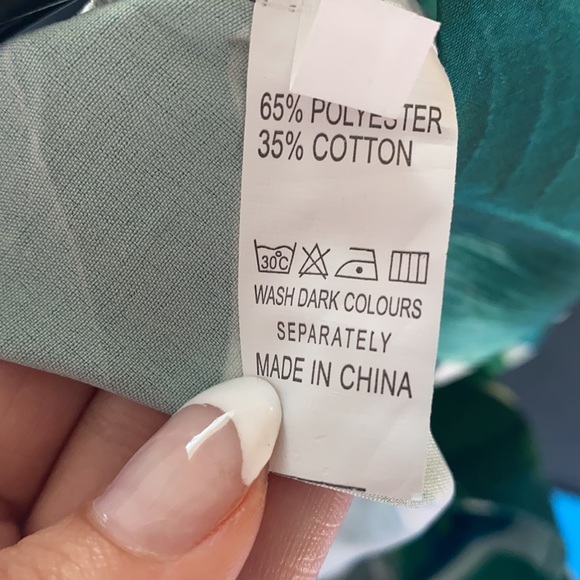 65% POLYESTER
35% COTTON
30°C
WASH DARK COLOURS
SEPARATELY
MADE IN CHINA